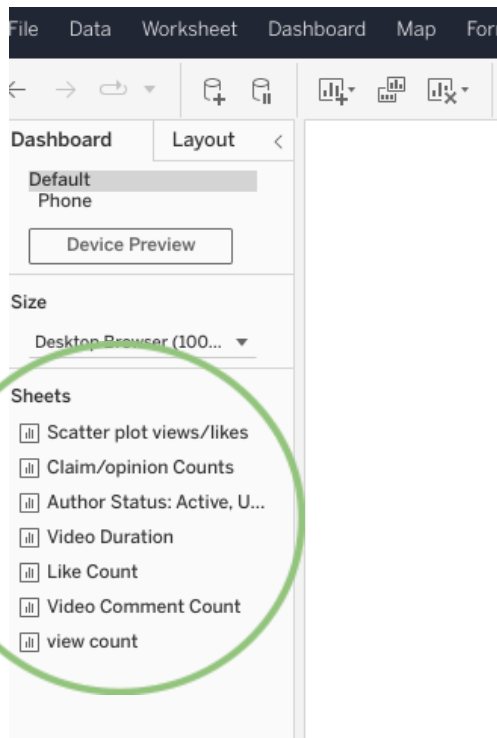 File Data Worksheet Dashboard Map For
Dashboard Layout
Default
Phone
Device Preview
Size
Desktop Browser (100...
Sheets
Scatter plot views/likes
Claim/opinion Counts
Author Status: Active, U...
Video Duration
Like Count
Video Comment Count
view count